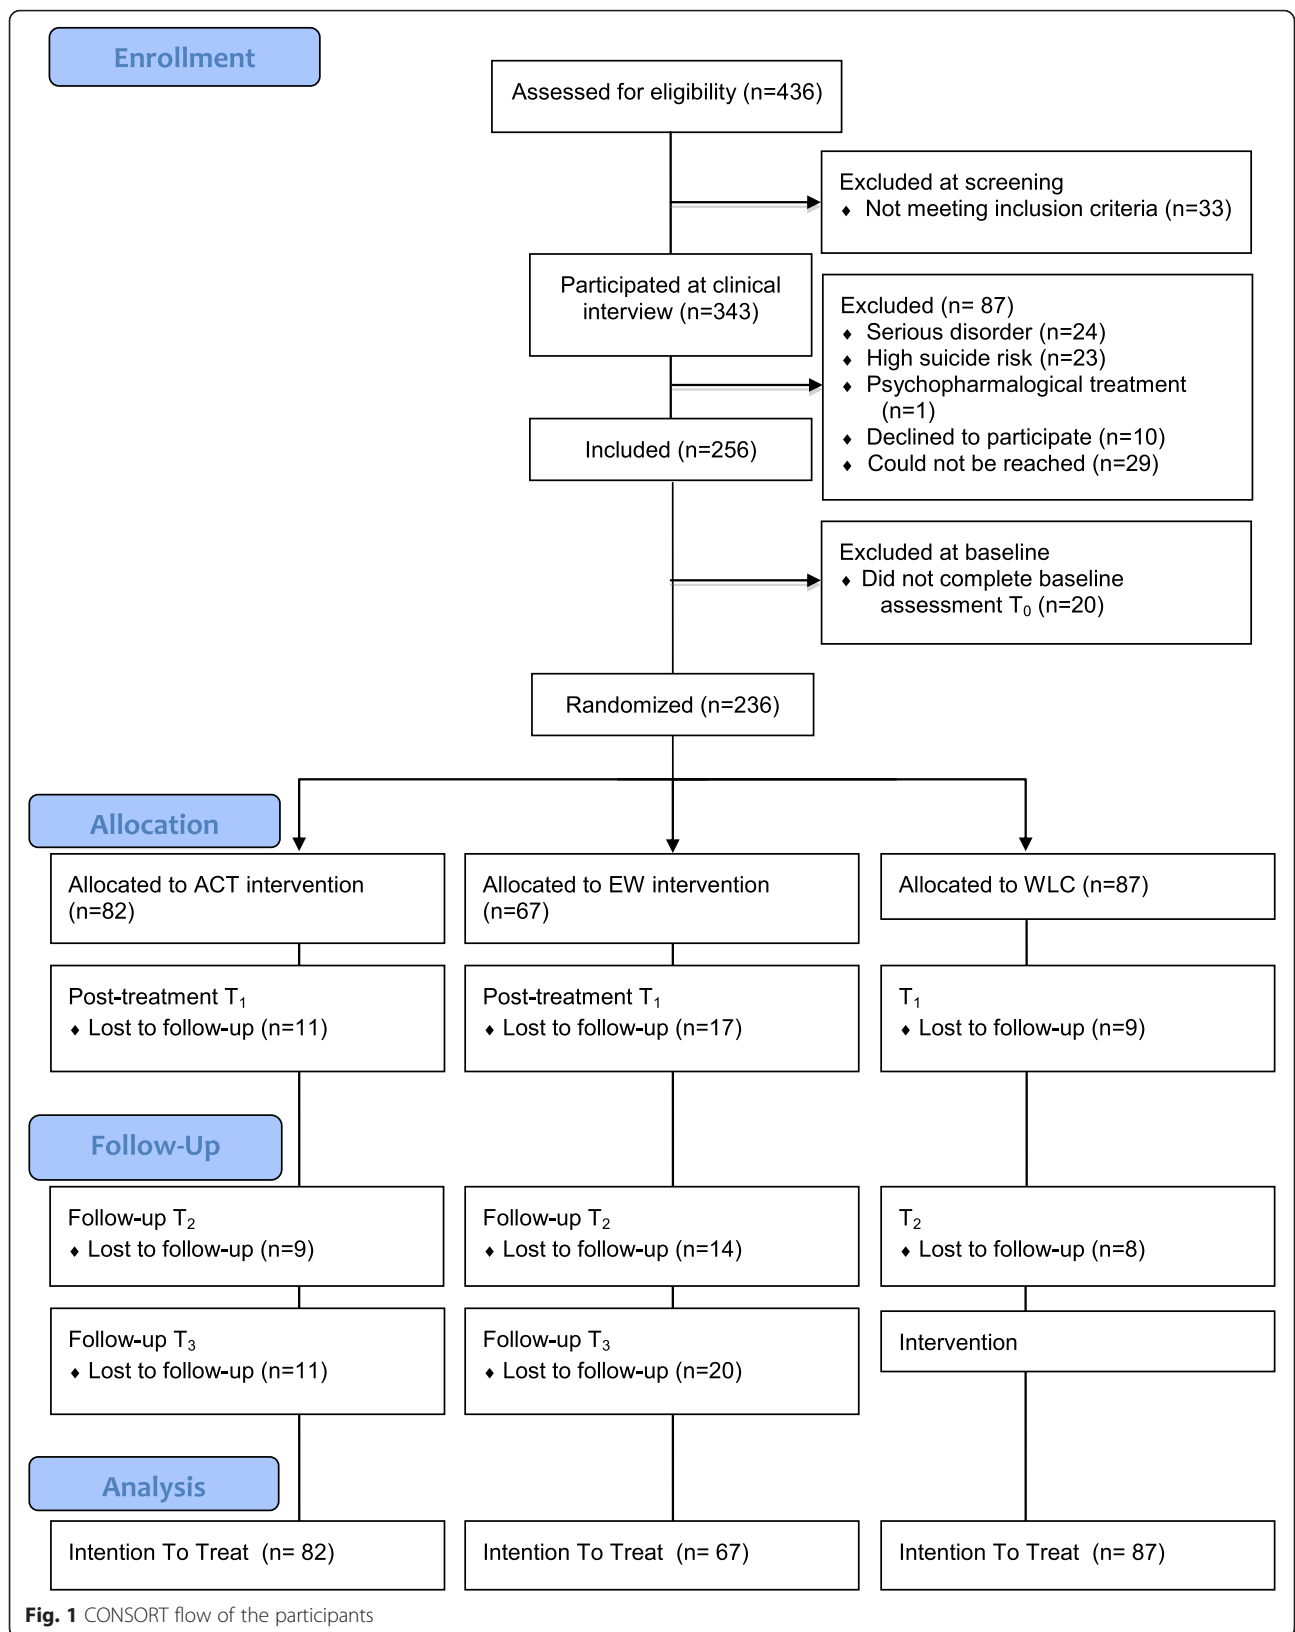 Enrollment
Assessed for eligibility (n=436)
Excluded at screening
♦ Not meeting inclusion criteria (n=33)
Participated at clinical
interview (n=343)
Excluded (n= 87)
♦ Serious disorder (n=24)
♦ High suicide risk (n=23)
♦ Psychopharmalogical treatment
(n=1)
♦ Declined to participate (n=10)
♦ Could not be reached (n=29)
Included (n=256)
Excluded at baseline
♦ Did not complete baseline
assessment T₀ (n=20)
Randomized (n=236)
Allocation
Allocated to ACT intervention
(n=82)
Allocated to EW intervention
(n=67)
Allocated to WLC (n=87)
Post-treatment T₁
♦ Lost to follow-up (n=11)
Post-treatment T₁
♦ Lost to follow-up (n=17)
T₁
♦ Lost to follow-up (n=9)
Follow-Up
Follow-up T₂
♦ Lost to follow-up (n=9)
Follow-up T₂
♦ Lost to follow-up (n=14)
T₂
♦ Lost to follow-up (n=8)
Follow-up T₃
♦ Lost to follow-up (n=11)
Follow-up T₃
♦ Lost to follow-up (n=20)
Intervention
Analysis
Intention To Treat (n= 82)
Intention To Treat (n= 67)
Intention To Treat (n= 87)
Fig. 1 CONSORT flow of the participants